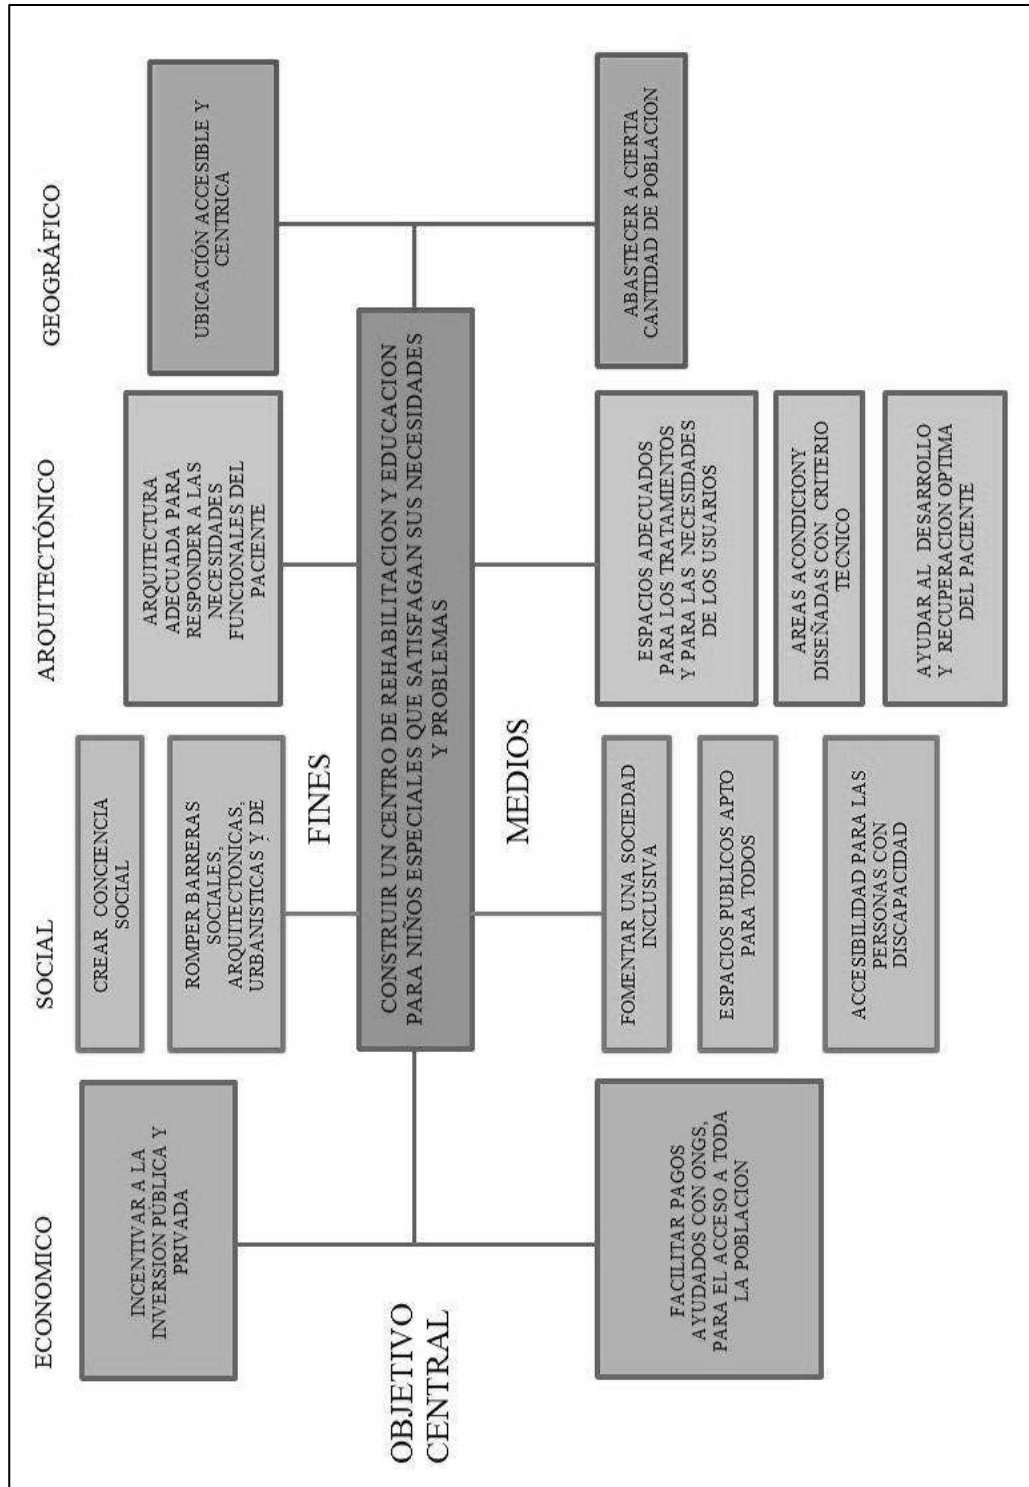 ECONOMICO
SOCIAL
ARQUITECTÓNICO
GEOGRÁFICO
INCENTIVAR A LA
INVERSION PÚBLICA Y
PRIVADA
CREAR CONCIENCIA
SOCIAL
ROMPER BARRERAS
SOCIALES,
ARQUITECTONICAS,
URBANISTICAS Y DE
ARQUITECTURA
ADECUADA PARA
RESPONDER A LAS
NECESIDADES
FUNCIONALES DEL
PACIENTE
UBICACIÓN ACCESIBLE Y
CENTRICA
FINES
OBJETIVO
CENTRAL
CONSTRUIR UN CENTRO DE REHABILITACION Y EDUCACION
PARA NIÑOS ESPECIALES QUE SATISFAGAN SUS NECESIDADES
Y PROBLEMAS
MEDIOS
FACILITAR PAGOS
AYUDADOS CON ONGS,
PARA EL ACCESO A TODA
LA POBLACION
FOMENTAR UNA SOCIEDAD
INCLUSIVA
ESPACIOS PUBLICOS APTO
PARA TODOS
ACCESIBILIDAD PARA LAS
PERSONAS CON
DISCAPACIDAD
ESPACIOS ADECUADOS
PARA LOS TRATAMIENTOS
Y PARA LAS NECESIDADES
DE LOS USUARIOS
AREAS ACONDICIONY
DISEÑADAS CON CRITERIO
TECNICO
AYUDAR AL DESARROLLO
Y RECUPERACION OPTIMA
DEL PACIENTE
ABASTECER A CIERTA
CANTIDAD DE POBLACION